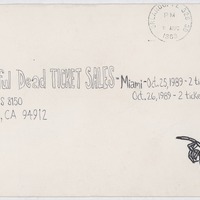 ful Dead TICKET SALES - Miami - Oct. 25, 1989 - 2 tick
Oct. 26, 1989 - 2 ticke
S 8150
, CA 94912